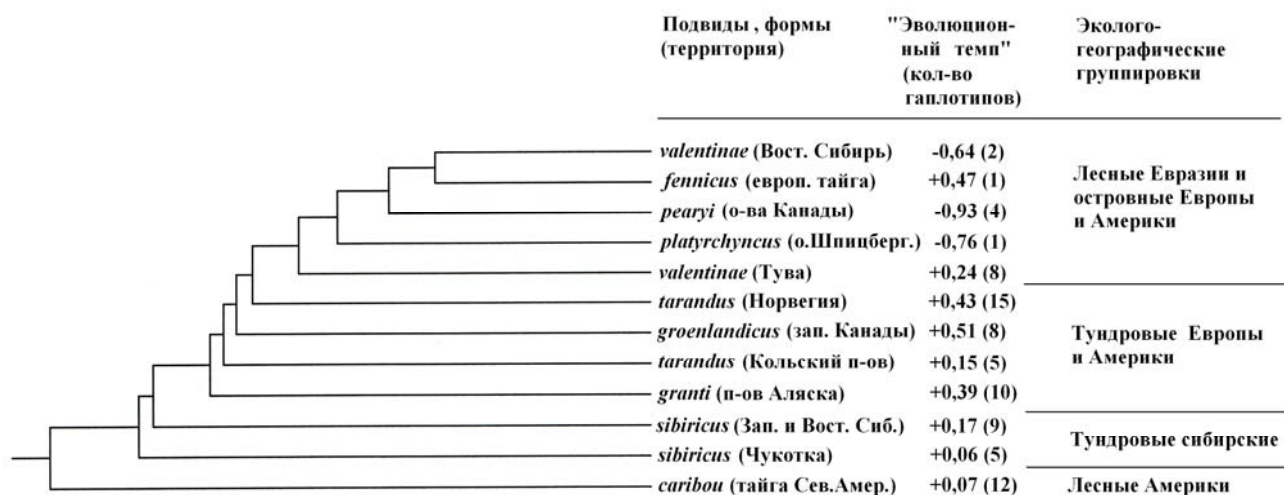 Подвиды , формы "Эволюцион- Эколого-
(территория) ный темп" географические
(кол-во группировки
гаплотипов)
valentinae (Вост. Сибирь) -0,64 (2)
fennicus (европ. тайга) +0,47 (1) Лесные Евразии и
островные Европы
pearyi (о-ва Канады) -0,93 (4) и Америки
platyrchyncus (о.Шпицберг.) -0,76 (1)
valentinae (Тува) +0,24 (8)
tarandus (Норвегия) +0,43 (15)
groenlandicus (зап. Канады) +0,51 (8) Тундровые Европы
tarandus (Кольский п-ов) +0,15 (5) и Америки
granti (п-ов Аляска) +0,39 (10)
sibiricus (Зап. и Вост. Сиб.) +0,17 (9)
Тундровые сибирские
sibiricus (Чукотка) +0,06 (5)
caribou (тайга Сев.Амер.) +0,07 (12) Лесные Америки